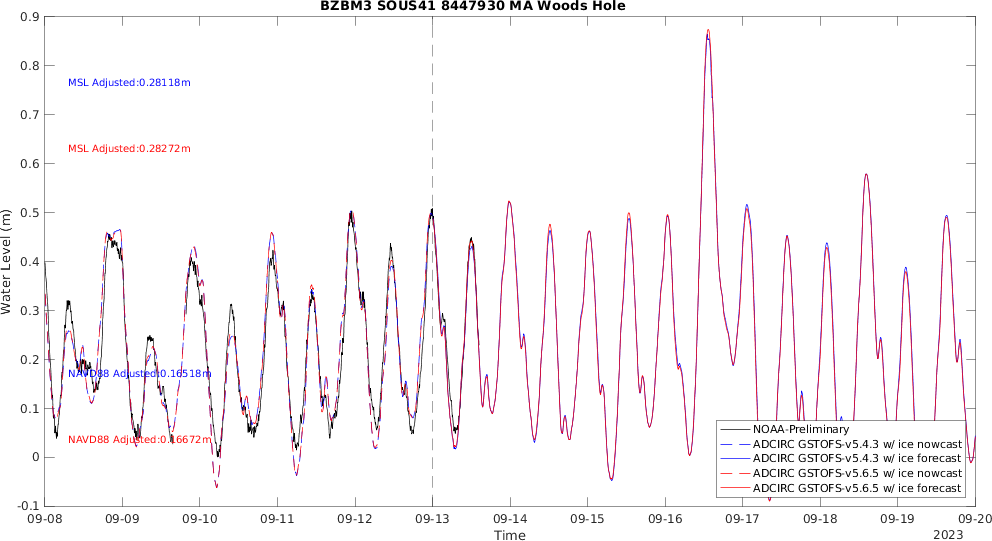 BZBM3 SOUS41 8447930 MA Woods Hole
0.9
0.8
0.7
0.6
0.5
0.4
0.3
0.2
0.1
0
-0.1
Water Level (m)
MSL Adjusted:0.28118m
MSL Adjusted:0.28272m
NAVD88 Adjusted:0.16518m
NAVD88 Adjusted:0.16672m
NOAA-Preliminary
ADCIRC GSTOFS-v5.4.3 w/ ice nowcast
ADCIRC GSTOFS-v5.4.3 w/ ice forecast
ADCIRC GSTOFS-v5.6.5 w/ ice nowcast
ADCIRC GSTOFS-v5.6.5 w/ ice forecast
09-08 09-09 09-10 09-11 09-12 09-13 09-14 09-15 09-16 09-17 09-18 09-19 09-20
Time
2023